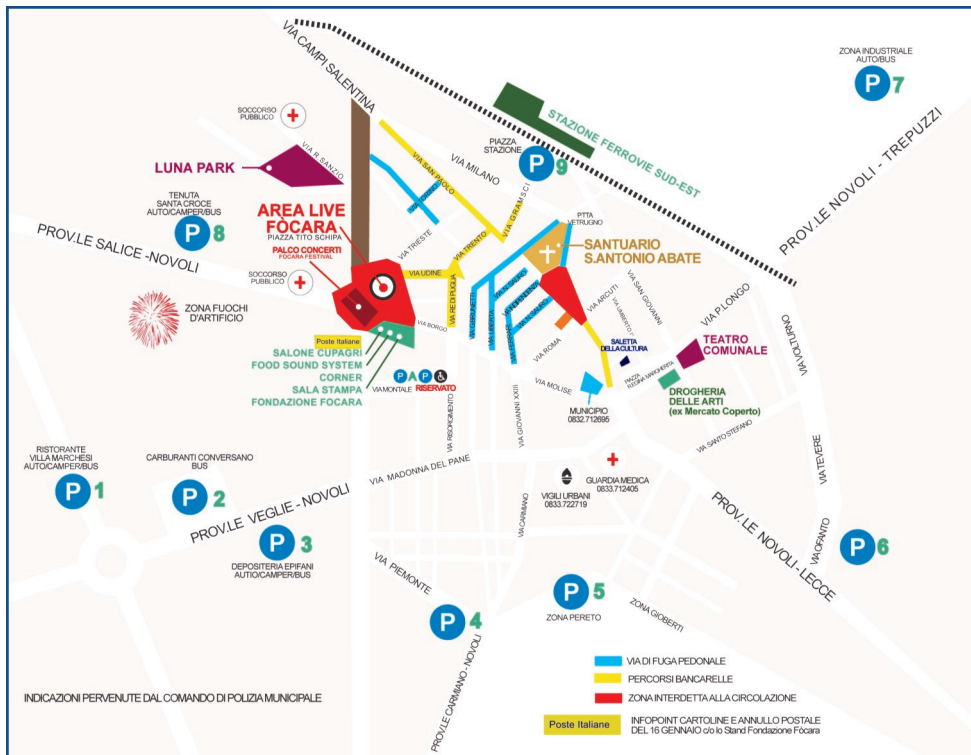 VIA CAMPI SALENTINA
ZONA INDUSTRIALE
AUTO/BUS
P 7
SOCCORSO
PUBBLICO
STAZIONE FERROVIE SUD-EST
PIAZZA
STAZIONE
P 9
VIA R.SANZIO
LUNA PARK
VIA SAN PAOLO
VIA MILANO
VIA GRAMSCI
PROV.LE NOVOLI - TREPUZZI
TENUTA
SANTA CROCE
AUTO/CAMPER/BUS
P 8
PROV.LE SALICE -NOVOLI
AREA LIVE
FÒCARA
PIAZZA TITO SCHIPA
PALCO CONCERTI
FOCARA FESTIVAL
VIA TRIESTE
VIA TRENTO
VIA UDINE
VIA RE DI PUGLIA
P.TTA
VETRUGNO
SANTUARIO
S.ANTONIO ABATE
SOCCORSO
PUBBLICO
ZONA FUOCHI
D'ARTIFICIO
VIA BORGO
VIA LIBERTA'
VIA N. SAURO
VIA ARCUTI
VIA SAN GIOVANNI
VIA UMBERTO I°
VIA P.LONGO
VIA VOLTURNO
VIA ROMA
Poste Italiane
SALONE CUPAGRI
FOOD SOUND SYSTEM
CORNER
SALA STAMPA
FONDAZIONE FOCARA
P A P
VIA MONTALE
RISERVATO
SALETTA
DELLA CULTURA
TEATRO
COMUNALE
PIAZZA
REGINA MARGHERITA
DROGHERIA
DELLE ARTI
(ex Mercato Coperto)
VIA MOLISE
MUNICIPIO
0832.712695
VIA RISORGIMENTO
VIA GIOVANNI XXIII
VIA SANTO STEFANO
VIA TEVERE
RISTORANTE
VILLA MARCHESI
AUTO/CAMPER/BUS
P 1
CARBURANTI CONVERSANO
BUS
P 2
VIA MADONNA DEL PANE
PROV.LE VEGLIE - NOVOLI
VIGILI URBANI
0833.722719
GUARDIA MEDICA
0833.712405
VIA CARMIANO
PROV.LE NOVOLI - LECCE
VIA OFANTO
P 6
P 3
DEPOSITERIA EPIFANI
AUTIO/CAMPER/BUS
VIA PIEMONTE
P 4
P 5
ZONA PERETO
ZONA GIOBERTI
PROV.LE CARMIANO - NOVOLI
VIA DI FUGA PEDONALE
PERCORSI BANCARELLE
ZONA INTERDETTA ALLA CIRCOLAZIONE
Poste Italiane
INFOPOINT CARTOLINE E ANNULLO POSTALE
DEL 16 GENNAIO c/o lo Stand Fondazione Fòcara
INDICAZIONI PERVENUTE DAL COMANDO DI POLIZIA MUNICIPALE